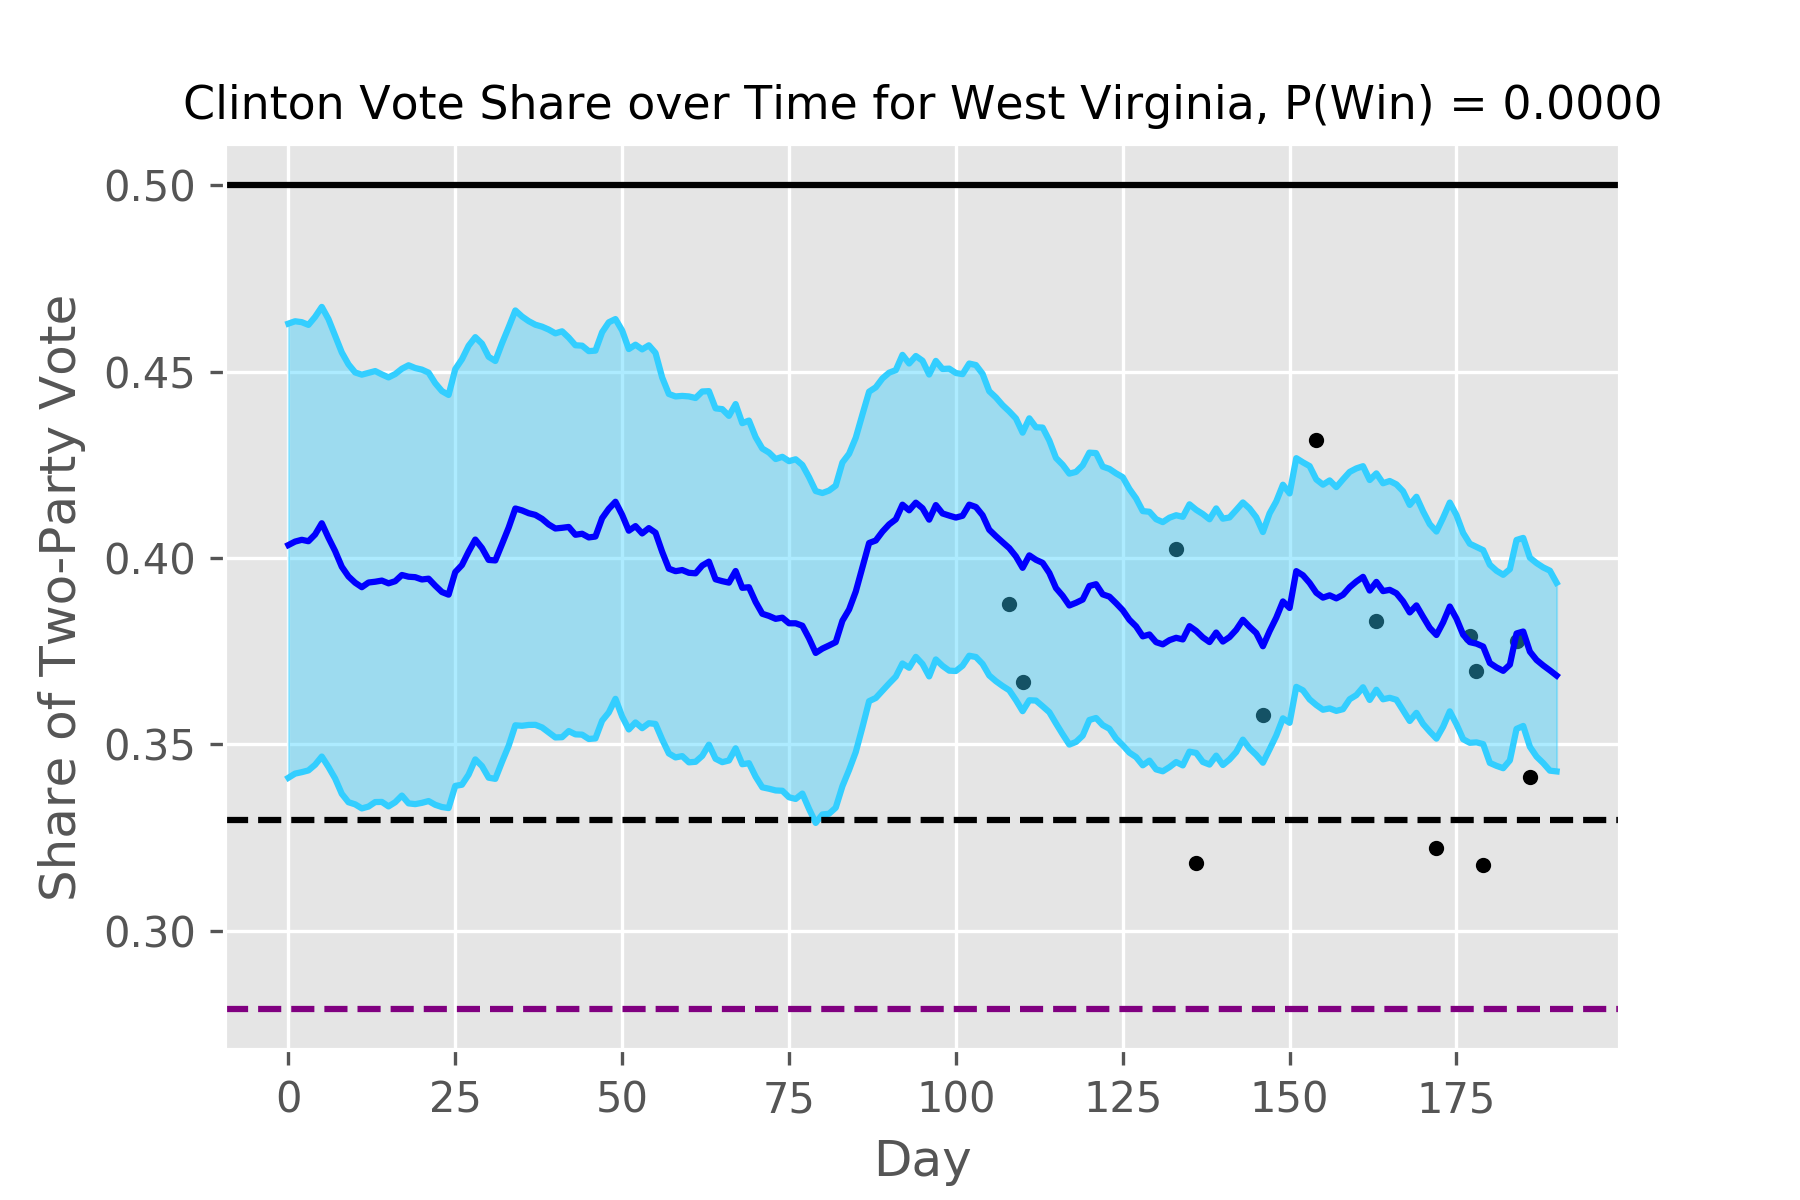 Clinton Vote Share over Time for West Virginia, P(Win) = 0.0000
Share of Two-Party Vote
0.50
0.45
0.40
0.35
0.30
0 25 50 75 100 125 150 175
Day